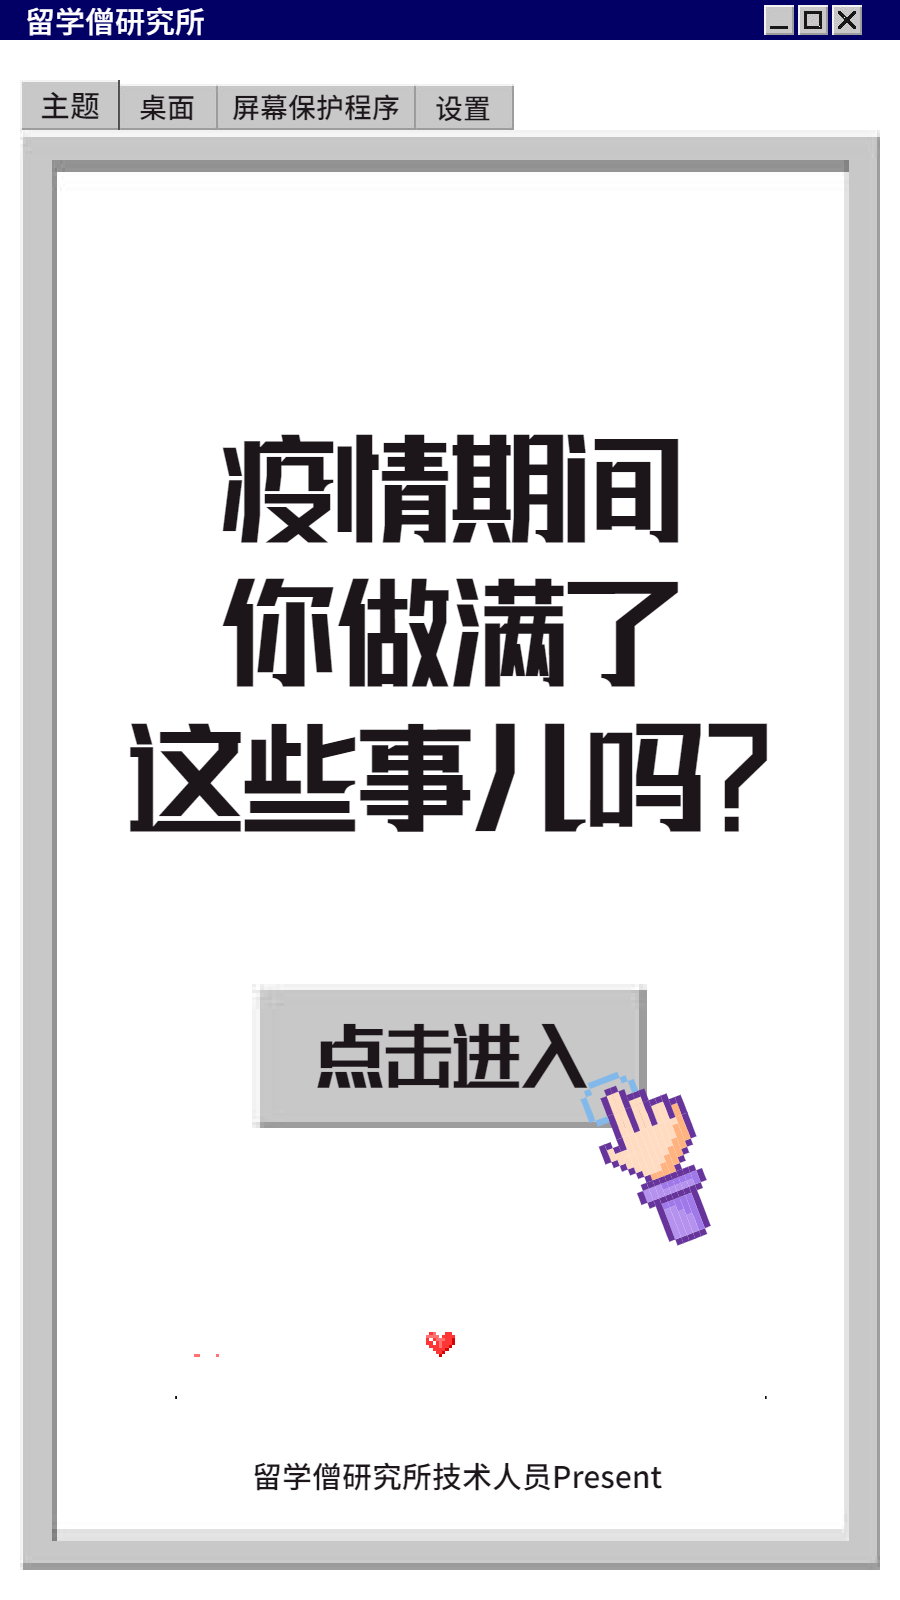 留学僧研究所
主题
桌面
屏幕保护程序
设置
疫情期间
你做满了
这些事儿吗？
点击进入
留学僧研究所技术人员Present